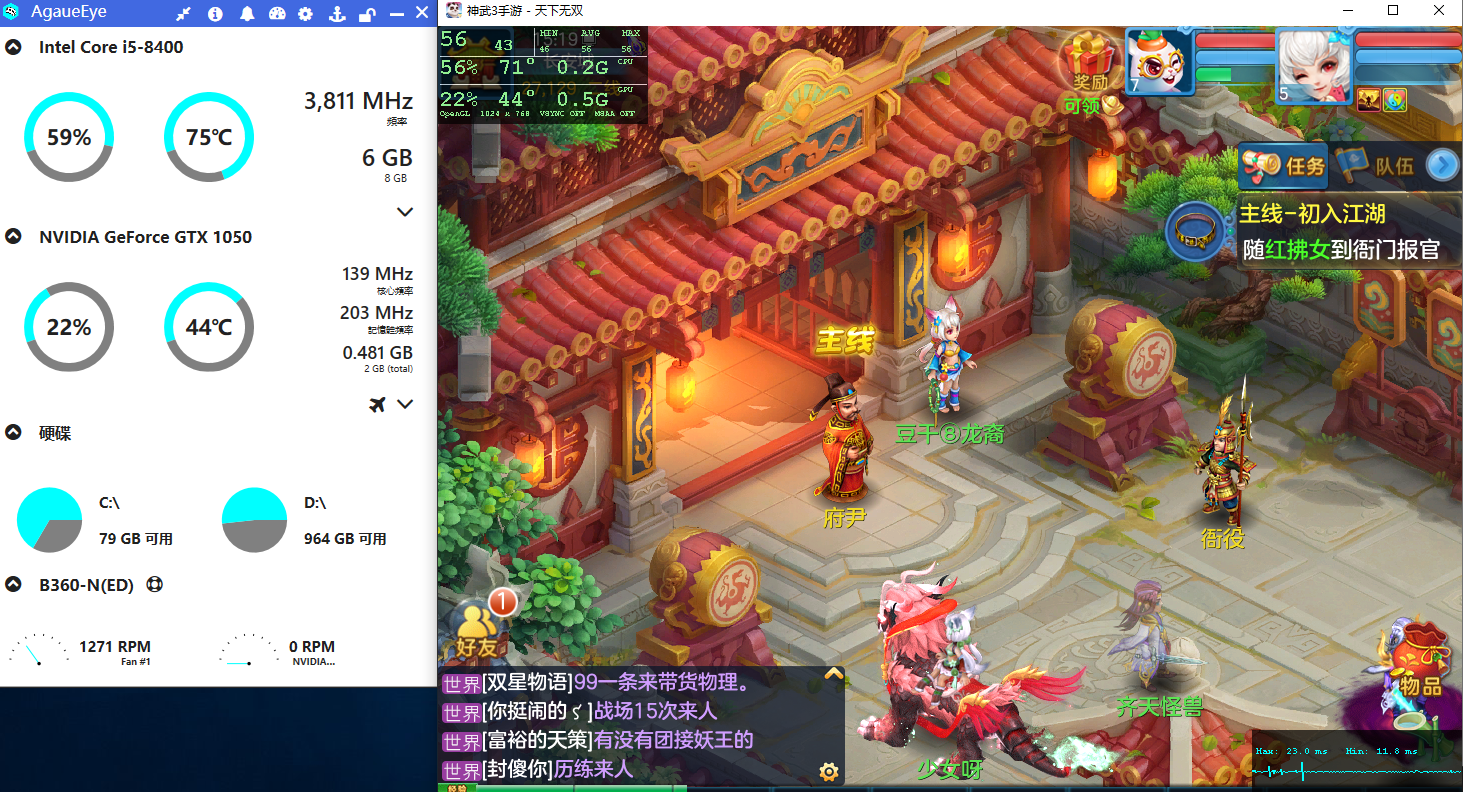 AgaueEye
Intel Core i5-8400
59%
75℃
3,811 MHz
頻率
6 GB
8 GB
NVIDIA GeForce GTX 1050
22%
44℃
139 MHz
核心頻率
203 MHz
記憶體頻率
0.481 GB
2 GB (total)
硬碟
C:\
79 GB 可用
D:\
964 GB 可用
B360-N(ED)
1271 RPM
Fan #1
0 RPM
NVIDIA...
神武3手游 - 天下无双
56 43 MIN AVG MAX
46 56 56
56% 71° 0.2G CPU
22% 44° 0.5G GPU
OpenGL 1024 x 768 VSYNC OFF MSAA OFF
奖励
可领
7
5
任务
队伍
主线-初入江湖
随红拂女到衙门报官
主线
豆干⑧龙裔
府尹
衙役
齐天怪兽
少女呀
1
好友
物品
世界[双星物语]99一条来带货物理。
世界[你挺闹的ㄑ]战场15次来人
世界[富裕的天策]有没有团接妖王的
世界[封傻你]历练来人
经验
Max: 23.0 ms Min: 11.8 ms